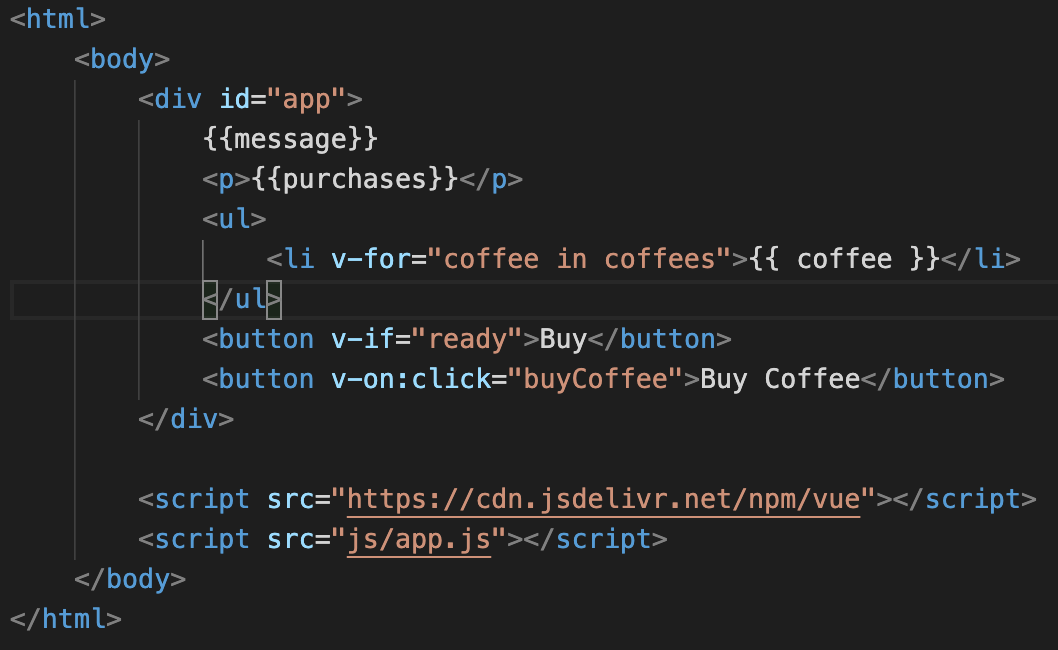 <html>
<body>
<div id="app">
{{message}}
<p>{{purchases}}</p>
<ul>
<li v-for="coffee in coffees">{{ coffee }}</li>
</ul>
<button v-if="ready">Buy</button>
<button v-on:click="buyCoffee">Buy Coffee</button>
</div>
<script src="https://cdn.jsdelivr.net/npm/vue"></script>
<script src="js/app.js"></script>
</body>
</html>